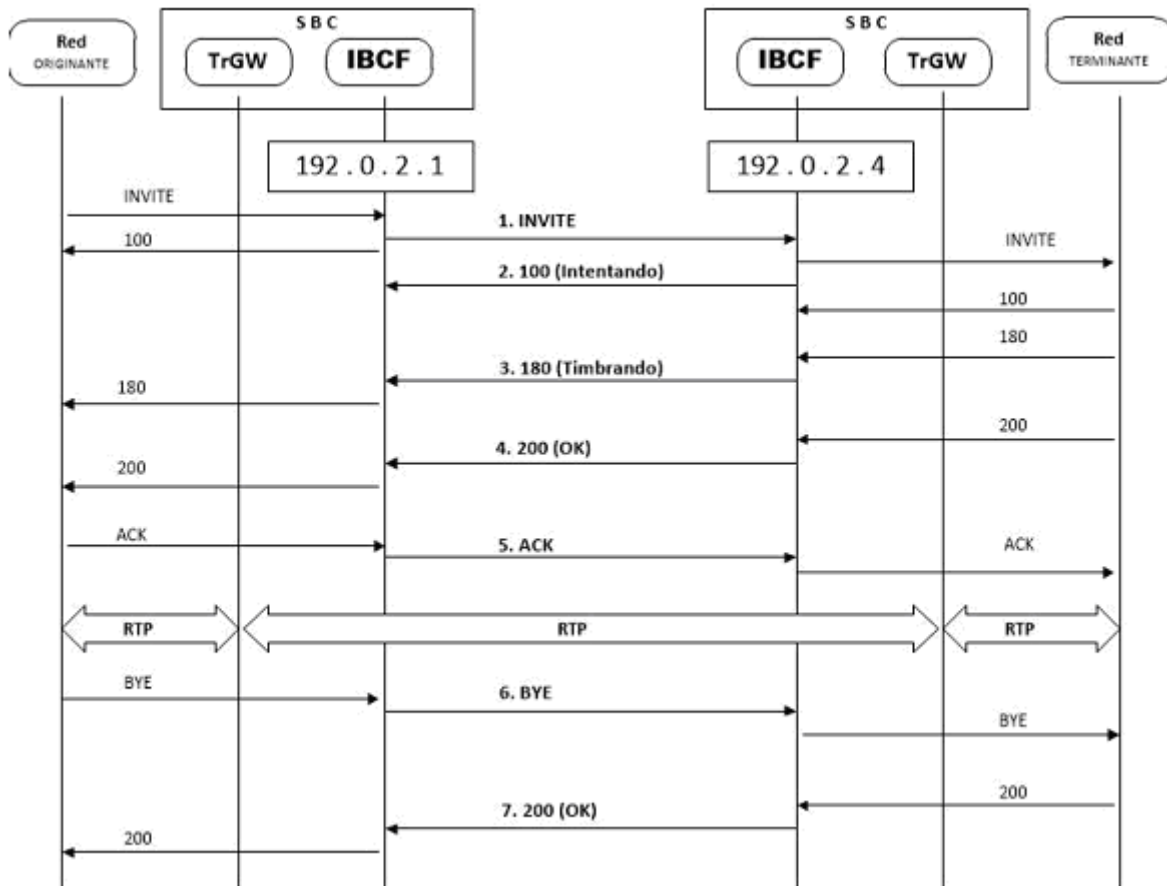 S B C
S B C
Red
ORIGINANTE
TrGW
IBCF
IBCF
TrGW
Red
TERMINANTE
192 . 0 . 2 . 1
192 . 0 . 2 . 4
INVITE
1. INVITE
100
INVITE
2. 100 (Intentando)
100
180
3. 180 (Timbrando)
180
200
4. 200 (OK)
200
ACK
5. ACK
ACK
RTP
RTP
RTP
BYE
6. BYE
BYE
200
7. 200 (OK)
200